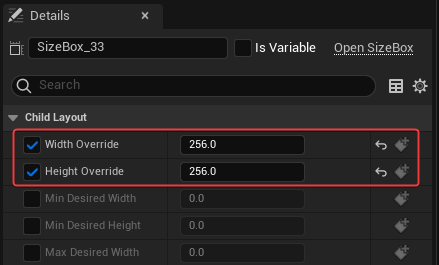 Details
SizeBox_33
Is Variable
Open SizeBox
Search
Child Layout
Width Override 256.0
Height Override 256.0
Min Desired Width 0.0
Min Desired Height 0.0
Max Desired Width 0.0